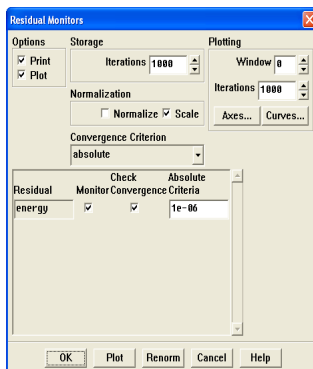 Residual Monitors
Options Storage Plotting
Print Iterations 1000 Window 0
Plot
Iterations 1000
Normalization
Normalize Scale Axes... Curves...
Convergence Criterion
absolute
Check Absolute
Residual Monitor Convergence Criteria
energy 1e-06
OK Plot Renorm Cancel Help